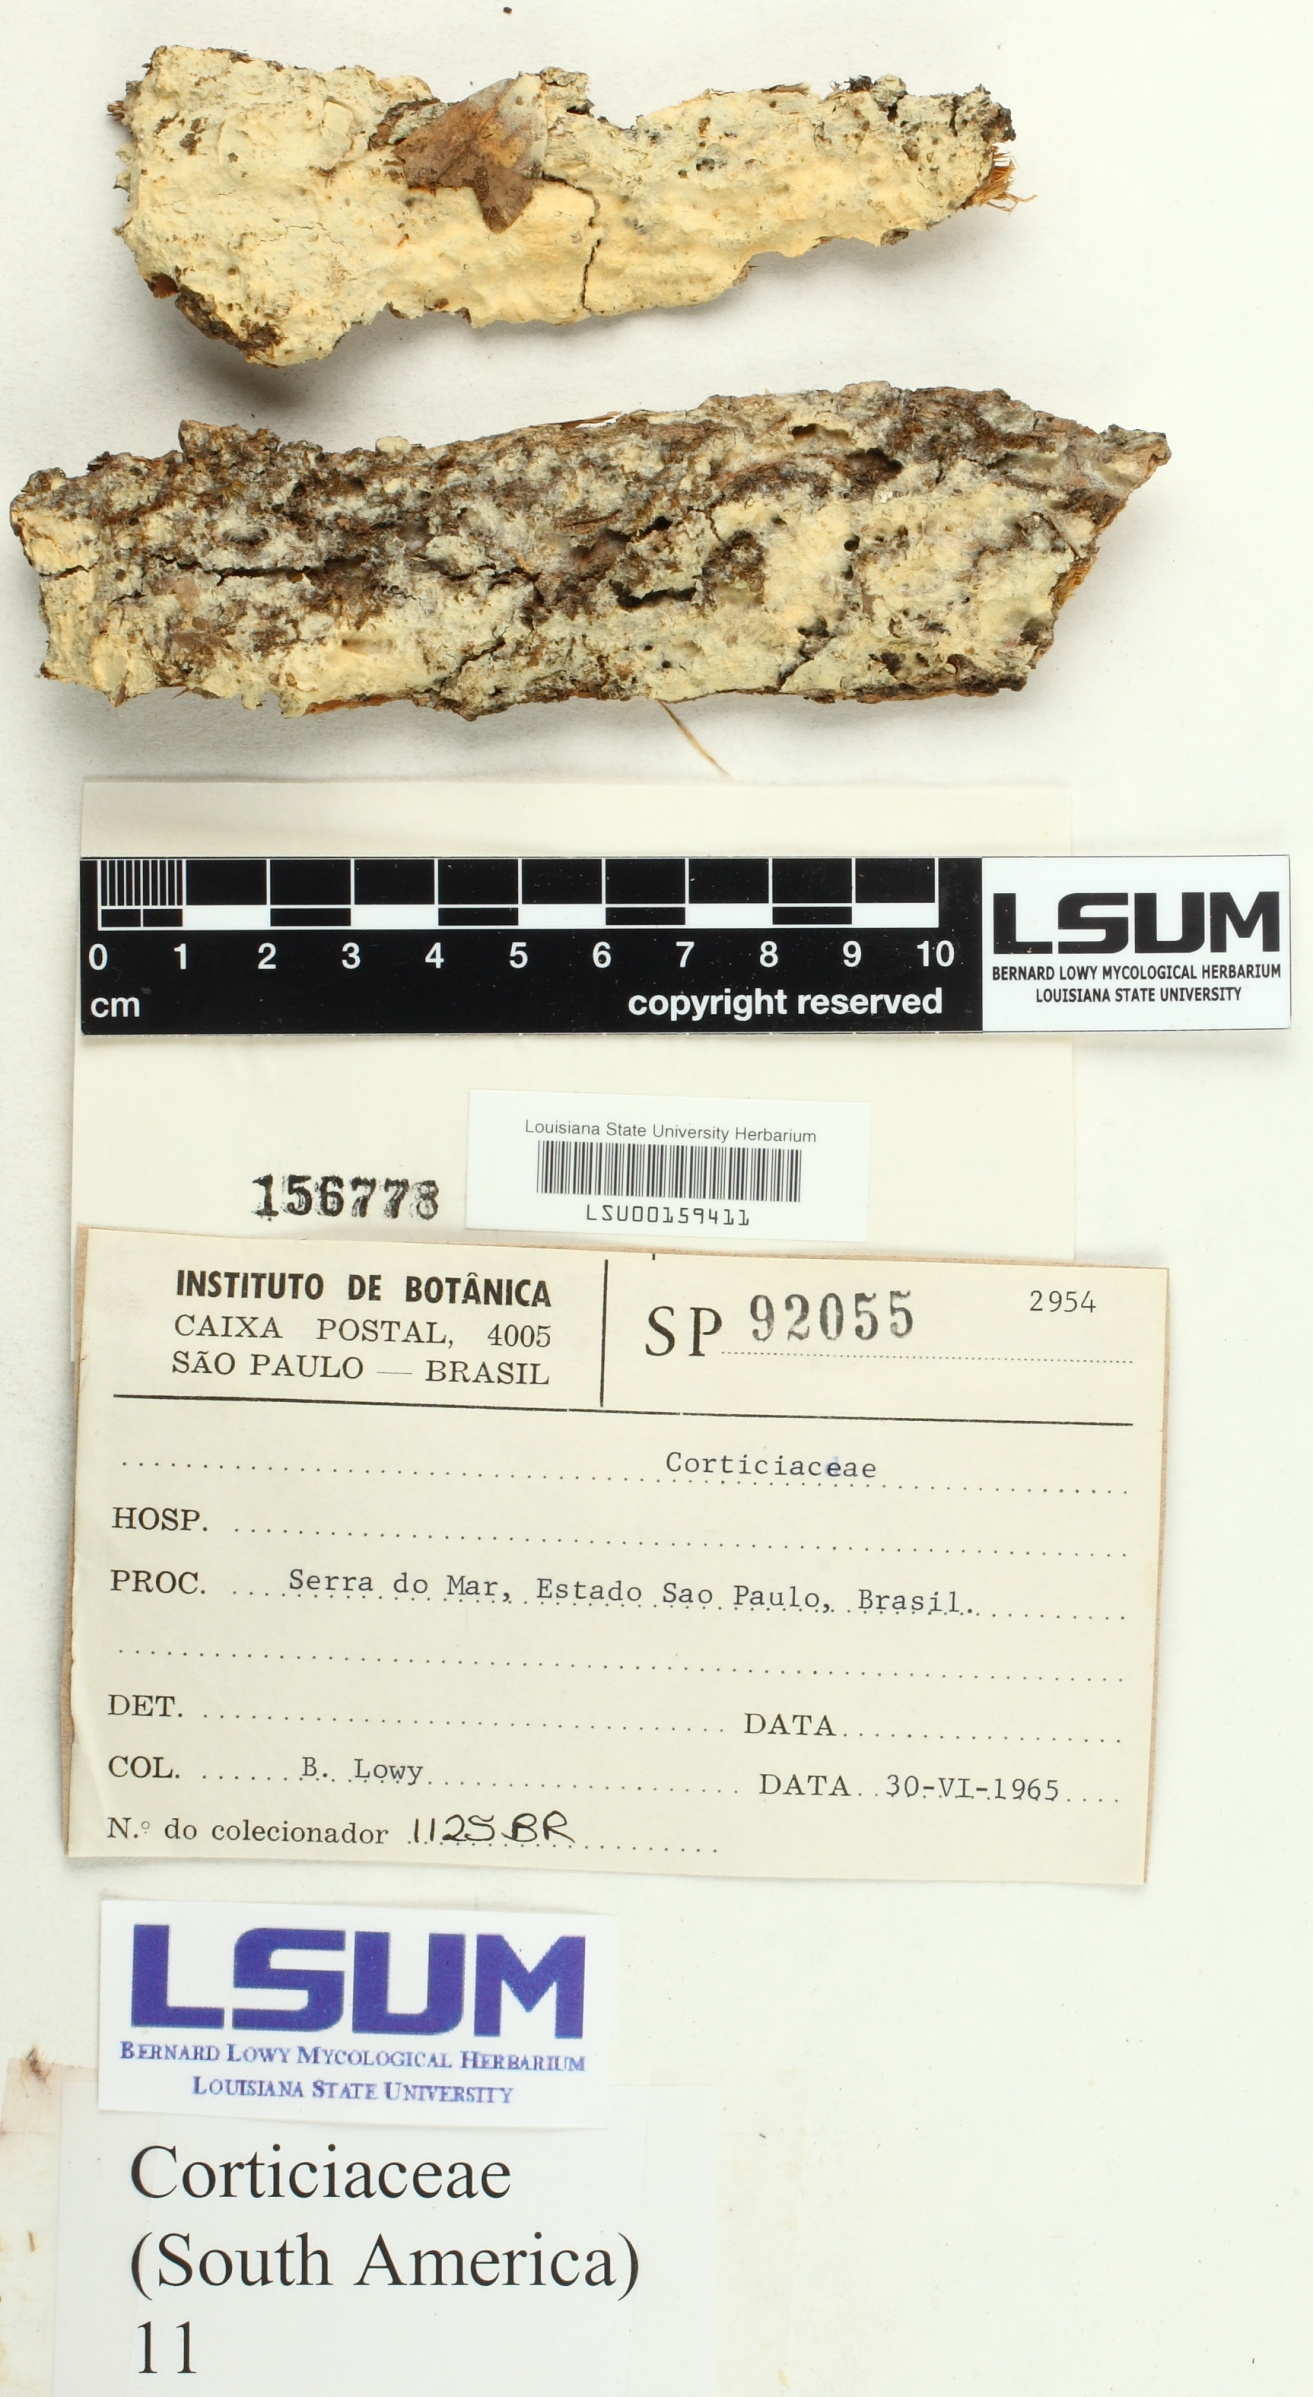 0 1 2 3 4 5 6 7 8 9 10
cm copyright reserved
LSUM
BERNARD LOWY MYCOLOGICAL HERBARIUM
LOUISIANA STATE UNIVERSITY
Louisiana State University Herbarium
LSU00159411
156778
INSTITUTO DE BOTÂNICA
CAIXA POSTAL, 4005
SÃO PAULO — BRASIL
SP 92055 2954
Corticiaceae
HOSP.
PROC. Serra do Mar, Estado Sao Paulo, Brasil.
DET. DATA
COL. B. Lowy DATA 30-VI-1965
N.º do colecionador 1125BR
LSUM
BERNARD LOWY MYCOLOGICAL HERBARIUM
LOUISIANA STATE UNIVERSITY
Corticiaceae
(South America)
11